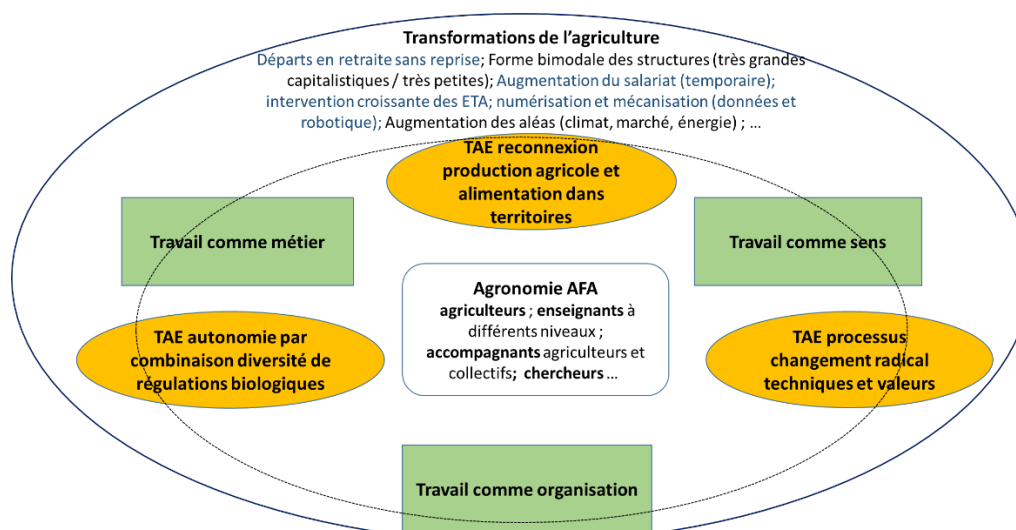 Transformations de l’agriculture
Départs en retraite sans reprise; Forme bimodale des structures (très grandes
capitalistiques / très petites); Augmentation du salariat (temporaire);
intervention croissante des ETA; numérisation et mécanisation (données et
robotique); Augmentation des aléas (climat, marché, énergie) ; ...
TAE reconnexion
production agricole et
alimentation dans
territoires
Travail comme métier
Travail comme sens
Agronomie AFA
agriculteurs ; enseignants à
différents niveaux ;
accompagnants agriculteurs et
collectifs; chercheurs ...
TAE autonomie par
combinaison diversité de
régulations biologiques
TAE processus
changement radical
techniques et valeurs
Travail comme organisation